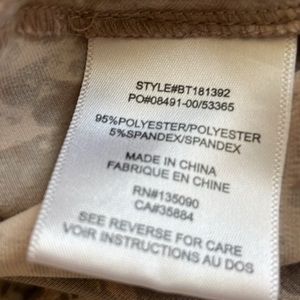 STYLE#BT181392
PO#08491-00/53365
95%POLYESTER/POLYESTER
5%SPANDEX/SPANDEX
MADE IN CHINA
FABRIQUE EN CHINE
RN#135090
CA#35884
SEE REVERSE FOR CARE
VOIR INSTRUCTIONS AU DOS